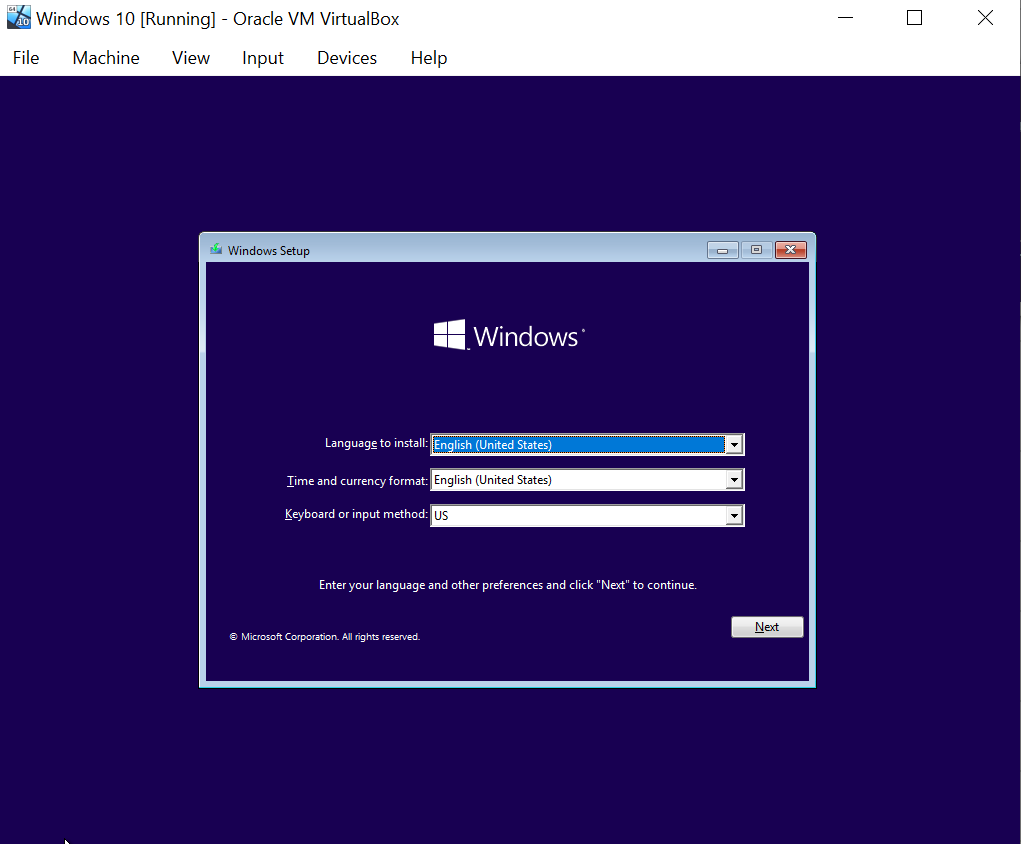 Windows 10 [Running] - Oracle VM VirtualBox
File Machine View Input Devices Help
Windows Setup
Windows
Language to install: English (United States)
Time and currency format: English (United States)
Keyboard or input method: US
Enter your language and other preferences and click "Next" to continue.
Next
© Microsoft Corporation. All rights reserved.